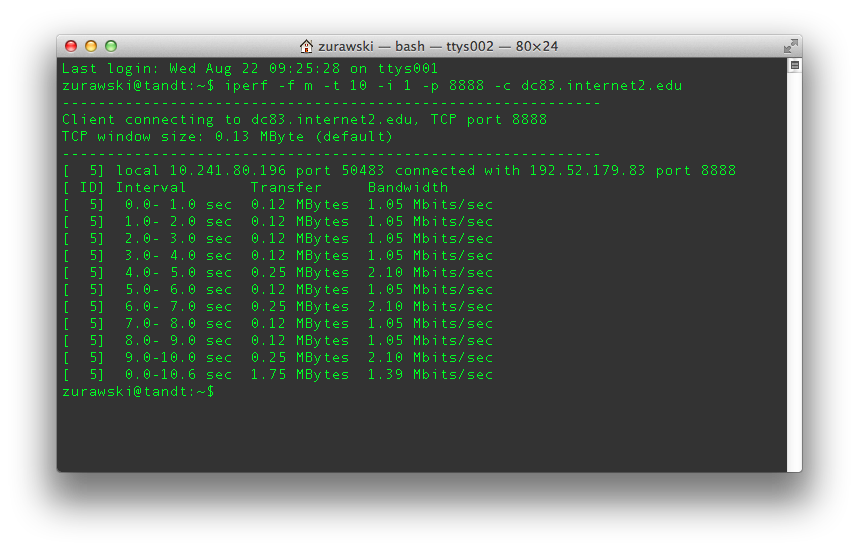 zurawski — bash — ttys002 — 80×24
Last login: Wed Aug 22 09:25:28 on ttys001
zurawski@tandt:~$ iperf -f m -t 10 -i 1 -p 8888 -c dc83.internet2.edu
------------------------------------------------------------
Client connecting to dc83.internet2.edu, TCP port 8888
TCP window size: 0.13 MByte (default)
------------------------------------------------------------
[  5] local 10.241.80.196 port 50483 connected with 192.52.179.83 port 8888
[ ID] Interval       Transfer     Bandwidth
[  5]  0.0- 1.0 sec  0.12 MBytes  1.05 Mbits/sec
[  5]  1.0- 2.0 sec  0.12 MBytes  1.05 Mbits/sec
[  5]  2.0- 3.0 sec  0.12 MBytes  1.05 Mbits/sec
[  5]  3.0- 4.0 sec  0.12 MBytes  1.05 Mbits/sec
[  5]  4.0- 5.0 sec  0.25 MBytes  2.10 Mbits/sec
[  5]  5.0- 6.0 sec  0.12 MBytes  1.05 Mbits/sec
[  5]  6.0- 7.0 sec  0.25 MBytes  2.10 Mbits/sec
[  5]  7.0- 8.0 sec  0.12 MBytes  1.05 Mbits/sec
[  5]  8.0- 9.0 sec  0.12 MBytes  1.05 Mbits/sec
[  5]  9.0-10.0 sec  0.25 MBytes  2.10 Mbits/sec
[  5]  0.0-10.6 sec  1.75 MBytes  1.39 Mbits/sec
zurawski@tandt:~$